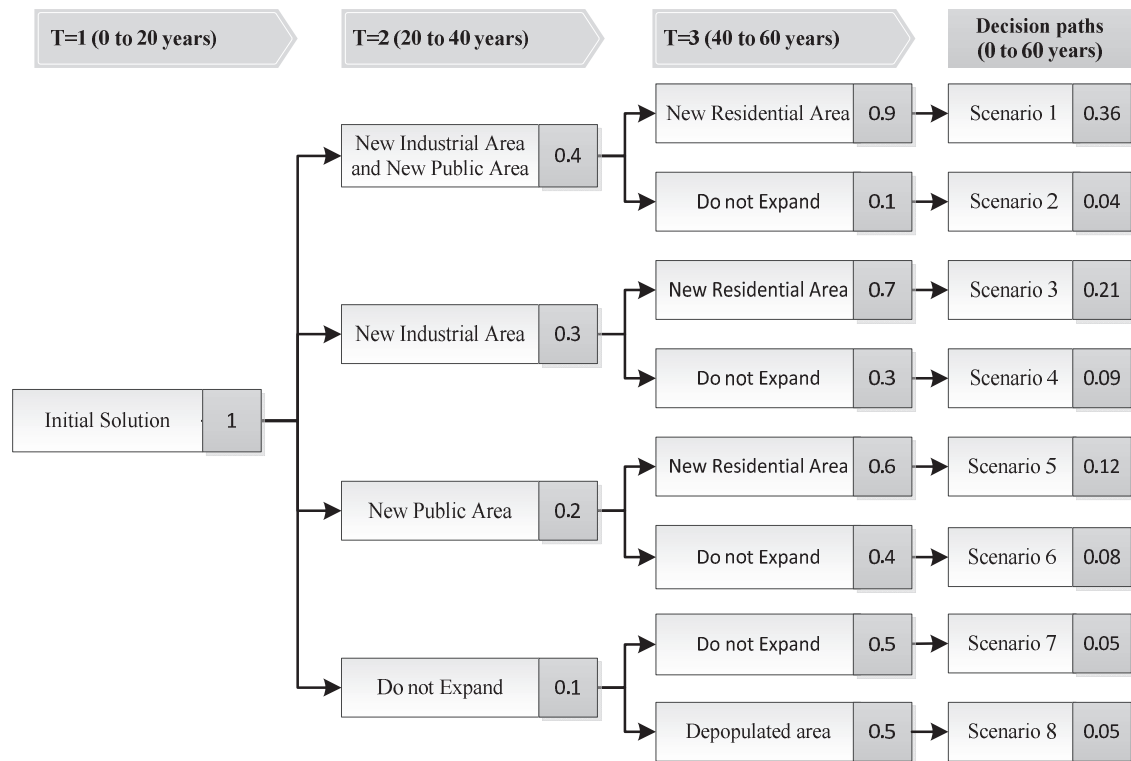 T=1 (0 to 20 years)
T=2 (20 to 40 years)
T=3 (40 to 60 years)
Decision paths
(0 to 60 years)
Initial Solution 1
New Industrial Area
and New Public Area 0.4
New Industrial Area 0.3
New Public Area 0.2
Do not Expand 0.1
New Residential Area 0.9
Do not Expand 0.1
New Residential Area 0.7
Do not Expand 0.3
New Residential Area 0.6
Do not Expand 0.4
Do not Expand 0.5
Depopulated area 0.5
Scenario 1 0.36
Scenario 2 0.04
Scenario 3 0.21
Scenario 4 0.09
Scenario 5 0.12
Scenario 6 0.08
Scenario 7 0.05
Scenario 8 0.05